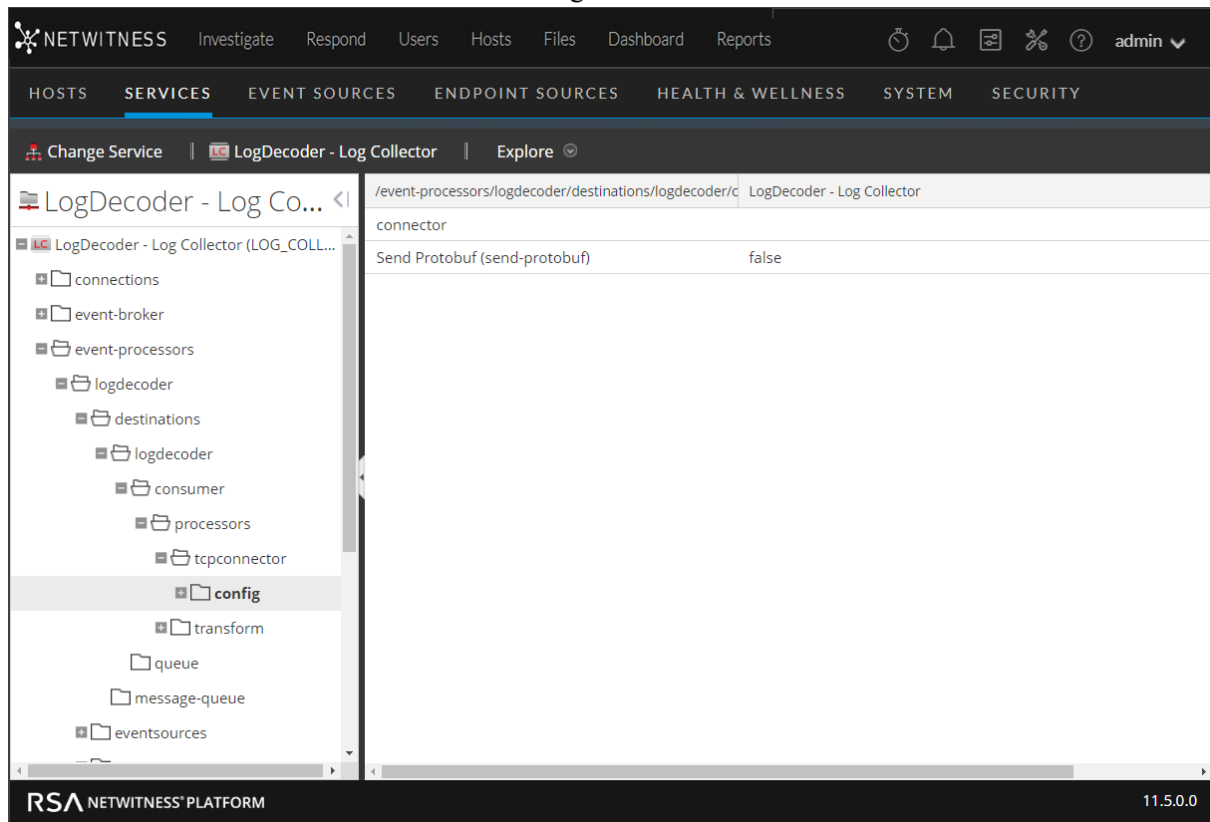 NETWITNESS Investigate Respond Users Hosts Files Dashboard Reports admin
HOSTS SERVICES EVENT SOURCES ENDPOINT SOURCES HEALTH & WELLNESS SYSTEM SECURITY
Change Service | LC LogDecoder - Log Collector | Explore
LogDecoder - Log Co...
/event-processors/logdecoder/destinations/logdecoder/c LogDecoder - Log Collector
connector
Send Protobuf (send-protobuf) false
LC LogDecoder - Log Collector (LOG_COLL...
connections
event-broker
event-processors
logdecoder
destinations
logdecoder
consumer
processors
tcpconnector
config
transform
queue
message-queue
eventsources
RSA NETWITNESS® PLATFORM 11.5.0.0